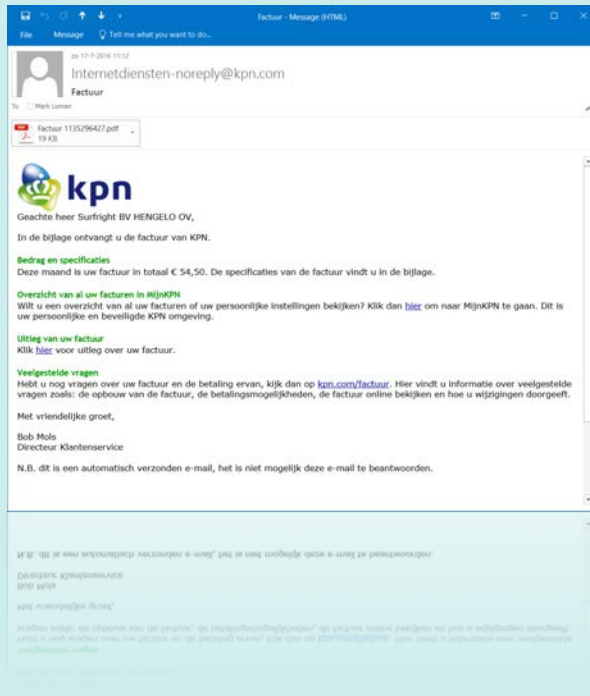 Factuur - Message (HTML)
File Message Tell me what you want to do...
zo 17-7-2016 11:12
Internetdiensten-noreply@kpn.com
Factuur
To Mark Loman
Factuur 1135296427.pdf
19 KB
kpn
Geachte heer Surfright BV HENGELO OV,
In de bijlage ontvangt u de factuur van KPN.
Bedrag en specificaties
Deze maand is uw factuur in totaal € 54,50. De specificaties van de factuur vindt u in de bijlage.
Overzicht van al uw facturen in MijnKPN
Wilt u een overzicht van al uw facturen of uw persoonlijke instellingen bekijken? Klik dan hier om naar MijnKPN te gaan. Dit is
uw persoonlijke en beveiligde KPN omgeving.
Uitleg van uw factuur
Klik hier voor uitleg over uw factuur.
Veelgestelde vragen
Hebt u nog vragen over uw factuur en de betaling ervan, kijk dan op kpn.com/factuur. Hier vindt u informatie over veelgestelde
vragen zoals: de opbouw van de factuur, de betalingsmogelijkheden, de factuur online bekijken en hoe u wijzigingen doorgeeft.
Met vriendelijke groet,
Bob Mols
Directeur Klantenservice
N.B. dit is een automatisch verzonden e-mail, het is niet mogelijk deze e-mail te beantwoorden.